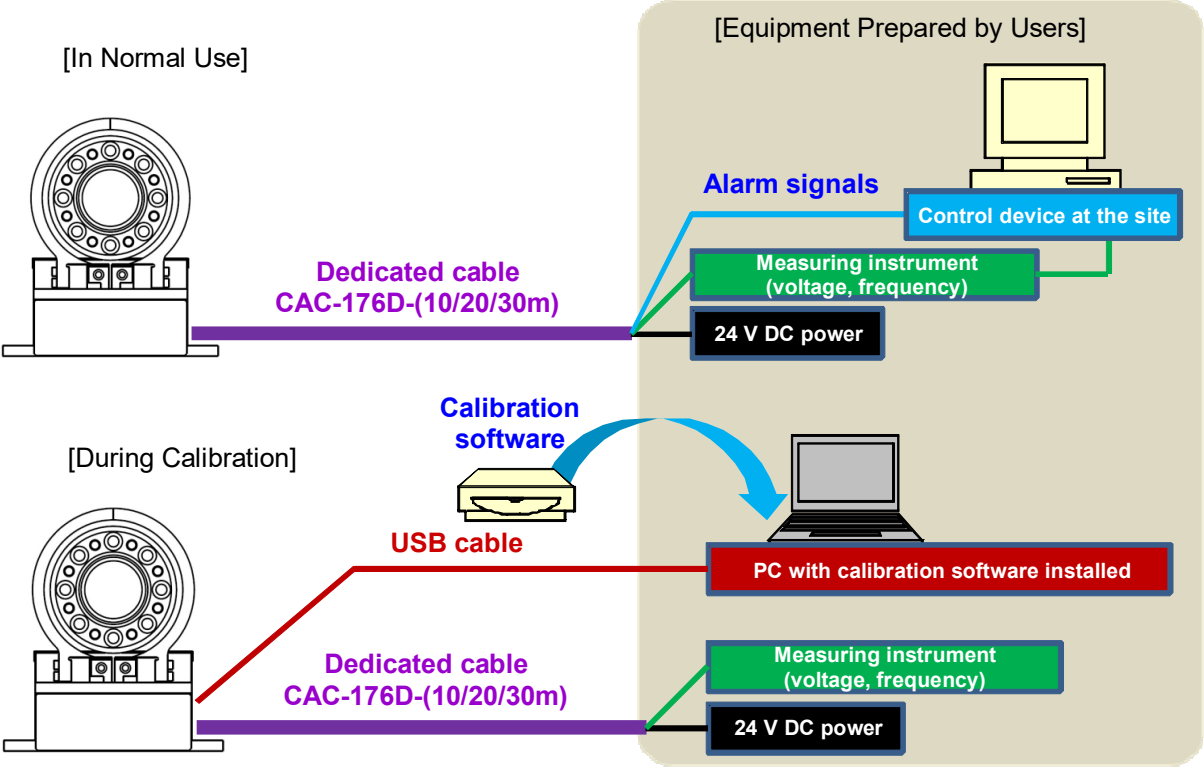 [Equipment Prepared by Users]
[In Normal Use]
Alarm signals
Control device at the site
Dedicated cable
CAC-176D-(10/20/30m)
Measuring instrument
(voltage, frequency)
24 V DC power
Calibration
software
[During Calibration]
USB cable
PC with calibration software installed
Dedicated cable
CAC-176D-(10/20/30m)
Measuring instrument
(voltage, frequency)
24 V DC power